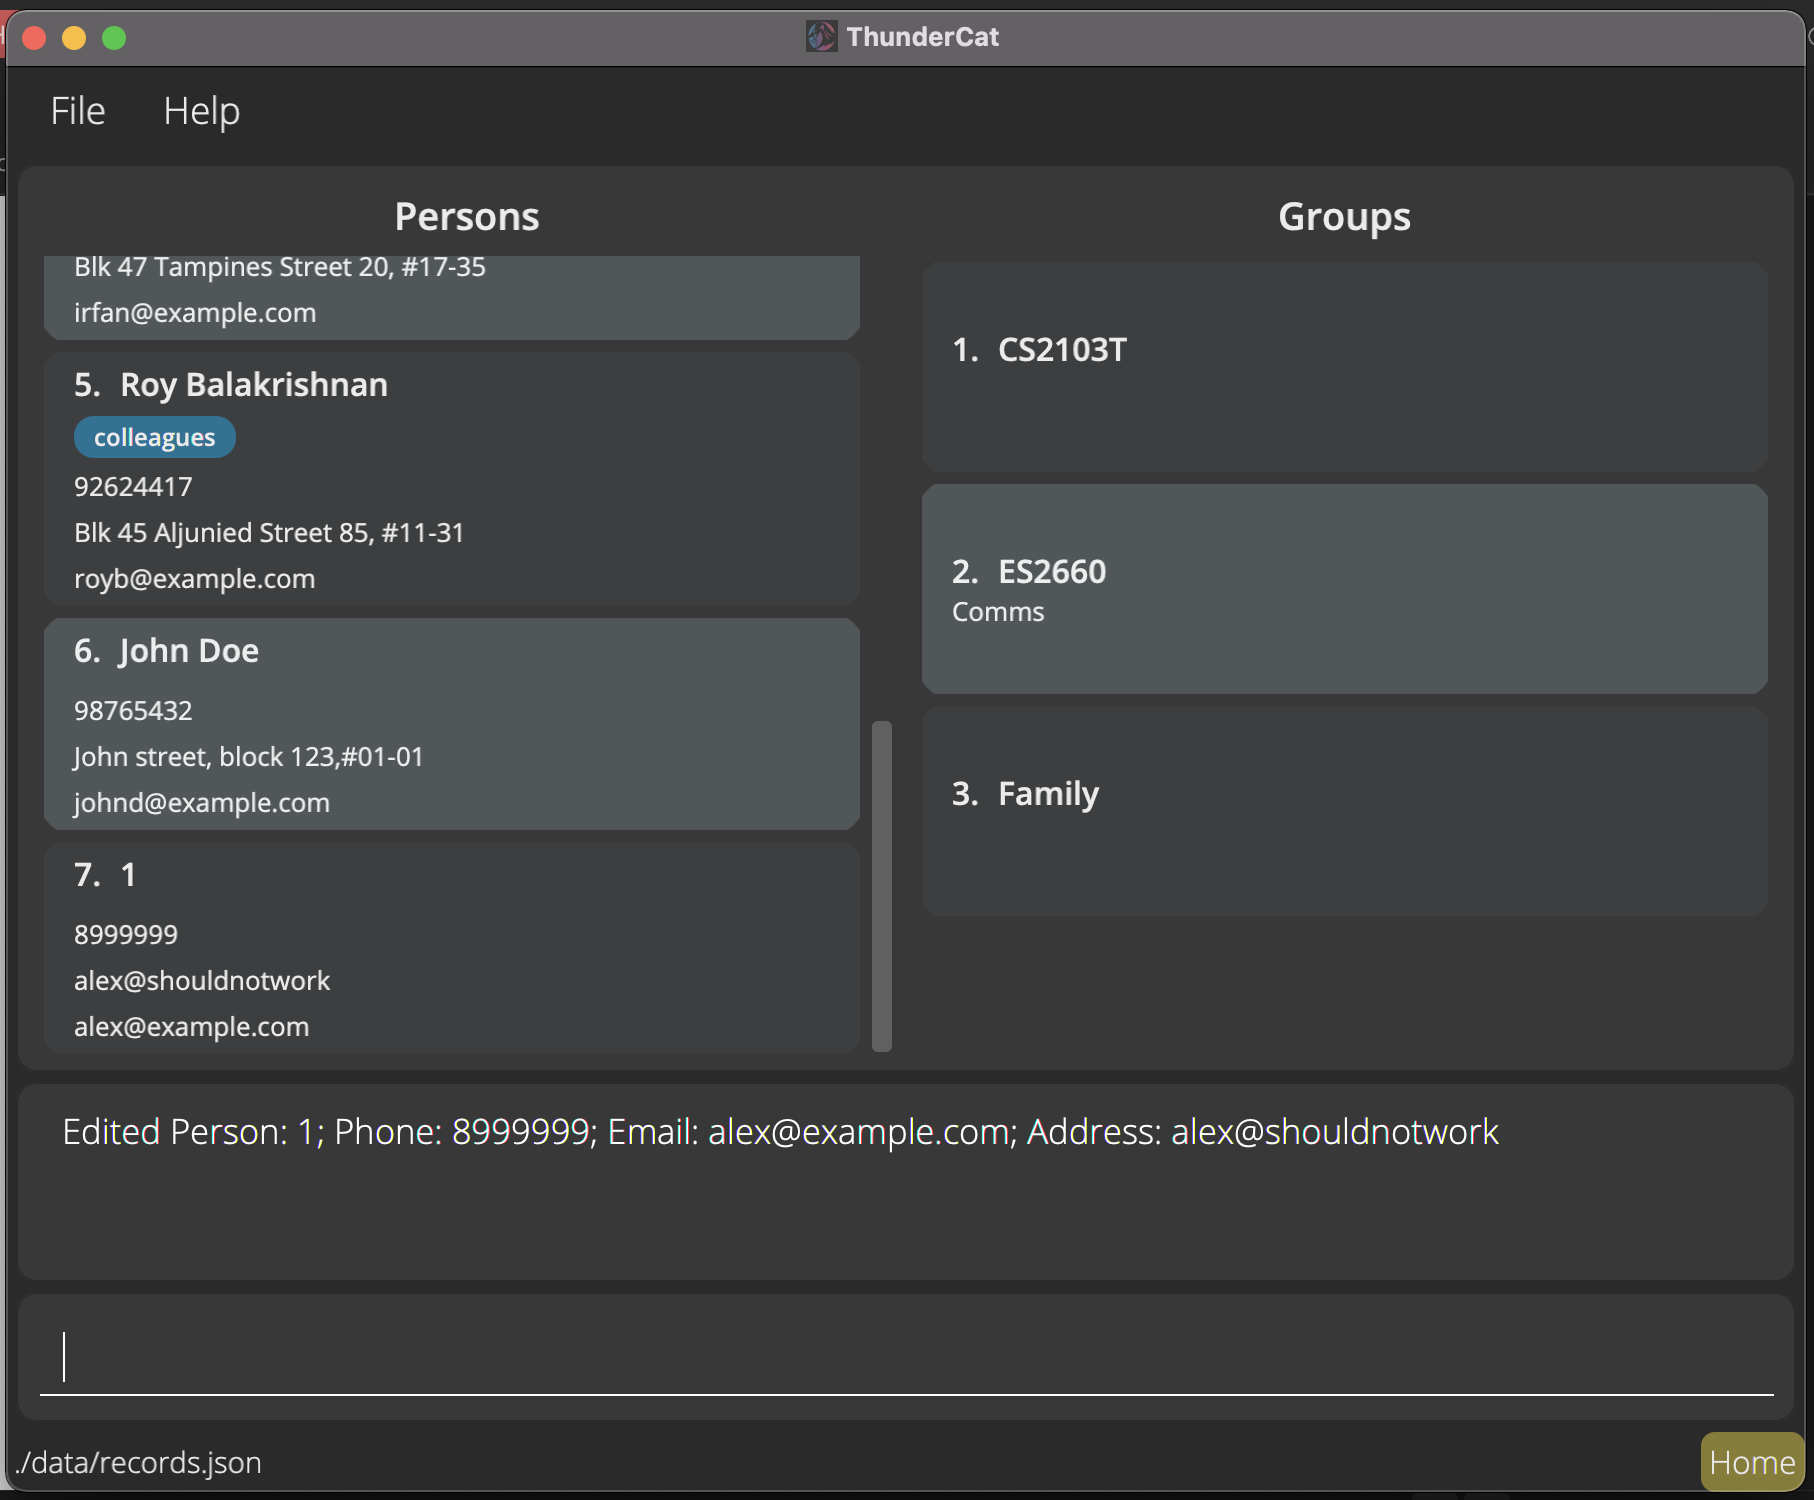 ThunderCat
File Help
Persons
Blk 47 Tampines Street 20, #17-35
irfan@example.com
5. Roy Balakrishnan
colleagues
92624417
Blk 45 Aljunied Street 85, #11-31
royb@example.com
6. John Doe
98765432
John street, block 123,#01-01
johnd@example.com
7. 1
8999999
alex@shouldnotwork
alex@example.com
Groups
1. CS2103T
2. ES2660
Comms
3. Family
Edited Person: 1; Phone: 8999999; Email: alex@example.com; Address: alex@shouldnotwork
./data/records.json
Home